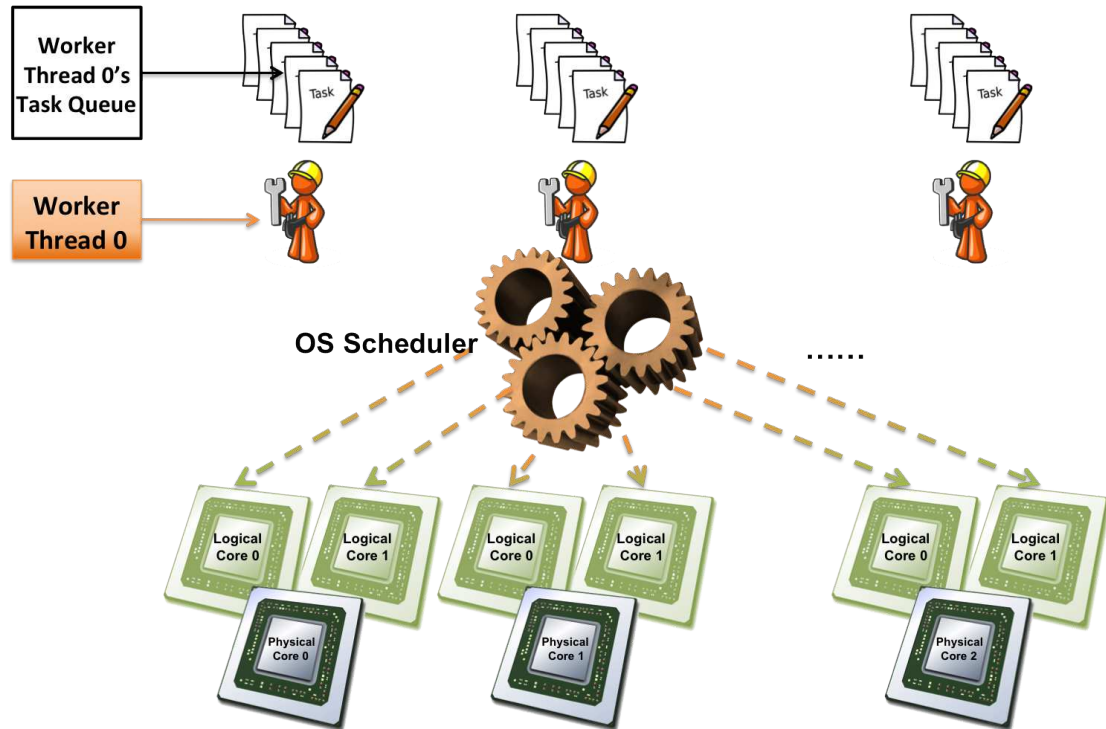 Worker
Thread 0's
Task Queue
Task
Task
Task
Worker
Thread 0
OS Scheduler
......
Logical
Core 0
Logical
Core 1
Logical
Core 0
Logical
Core 1
Logical
Core 0
Logical
Core 1
Physical
Core 0
Physical
Core 1
Physical
Core 2